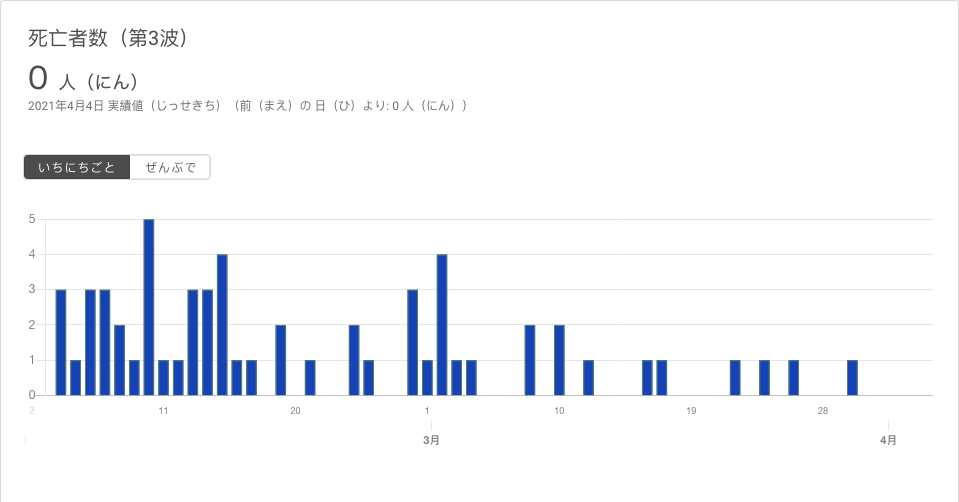 死亡者数（第3波）
0 人（にん）
2021年4月4日 実績値（じっせきち）（前（まえ）の 日（ひ）より: 0 人（にん））
いちにちごと ぜんぶで
5
4
3
2
1
0
2 11 20 1 10 19 28
3月 4月